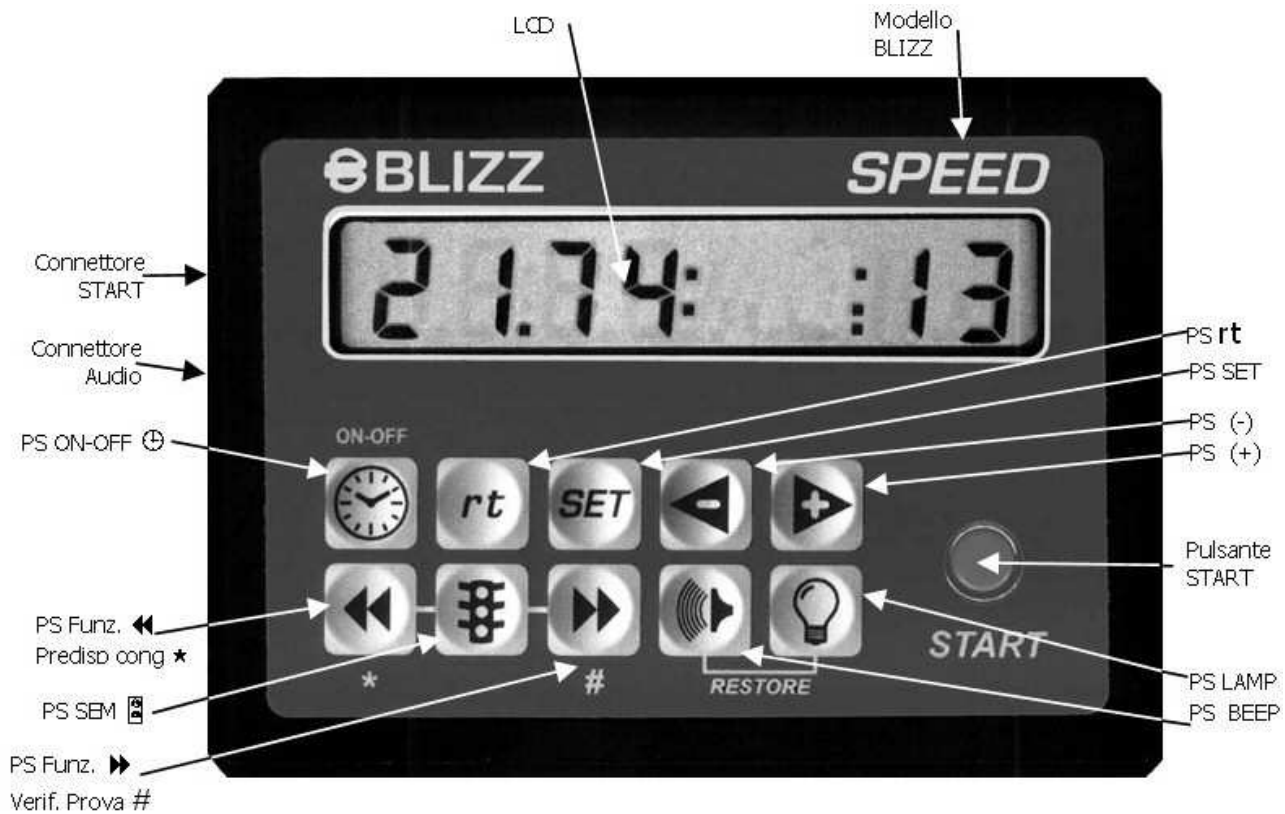 LCD
Modello
BLIZZ
BLIZZ
SPEED
21.74: :13
Connettore
START
Connettore
Audio
PS rt
PS SET
PS (-)
PS (+)
PS ON-OFF
ON-OFF
rt
SET
-
+
Pulsante
START
PS Funz.
Predisp cong *
START
*
#
RESTORE
PS SEM
PS LAMP
PS BEEP
PS Funz.
Verif. Prova #